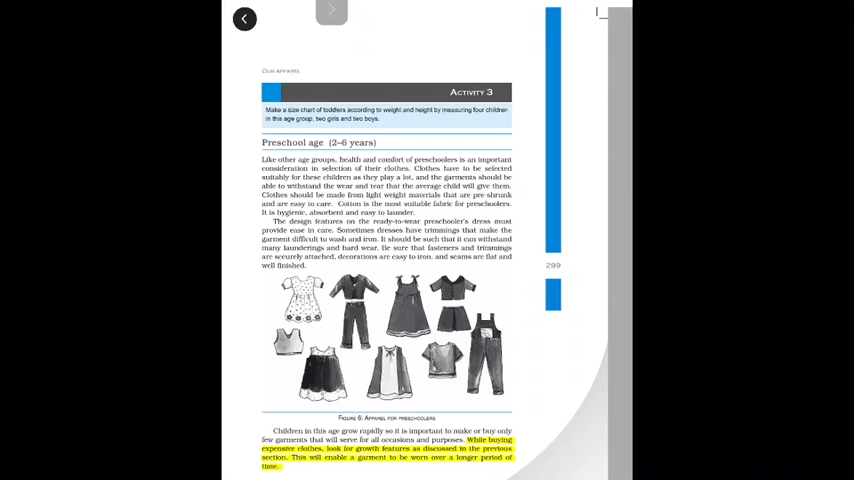 OUR APPAREL
ACTIVITY 3
Make a size chart of toddlers according to weight and height by measuring four children
in this age group, two girls and two boys.
Preschool age (2–6 years)
Like other age groups, health and comfort of preschoolers is an important
consideration in selection of their clothes. Clothes have to be selected
suitably for these children as they play a lot, and the garments should be
able to withstand the wear and tear that the average child will give them.
Clothes should be made from light weight materials that are pre-shrunk
and are easy to care. Cotton is the most suitable fabric for preschoolers.
It is hygienic, absorbent and easy to launder.
The design features on the ready-to-wear preschooler's dress must
provide ease in care. Sometimes dresses have trimmings that make the
garment difficult to wash and iron. It should be such that it can withstand
many launderings and hard wear. Be sure that fasteners and trimmings
are securely attached, decorations are easy to iron, and seams are flat and
well finished.
299
FIGURE 6: APPAREL FOR PRESCHOOLERS
Children in this age grow rapidly so it is important to make or buy only
few garments that will serve for all occasions and purposes. While buying
expensive clothes, look for growth features as discussed in the previous
section. This will enable a garment to be worn over a longer period of
time.